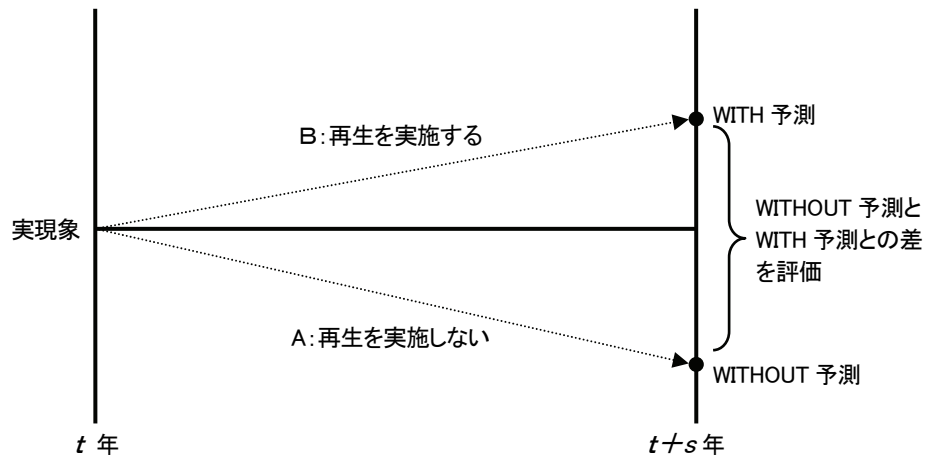 WITH 予測
B:再生を実施する
実現象
WITHOUT 予測と
WITH 予測との差
を評価
A:再生を実施しない
WITHOUT 予測
t 年
t+s 年